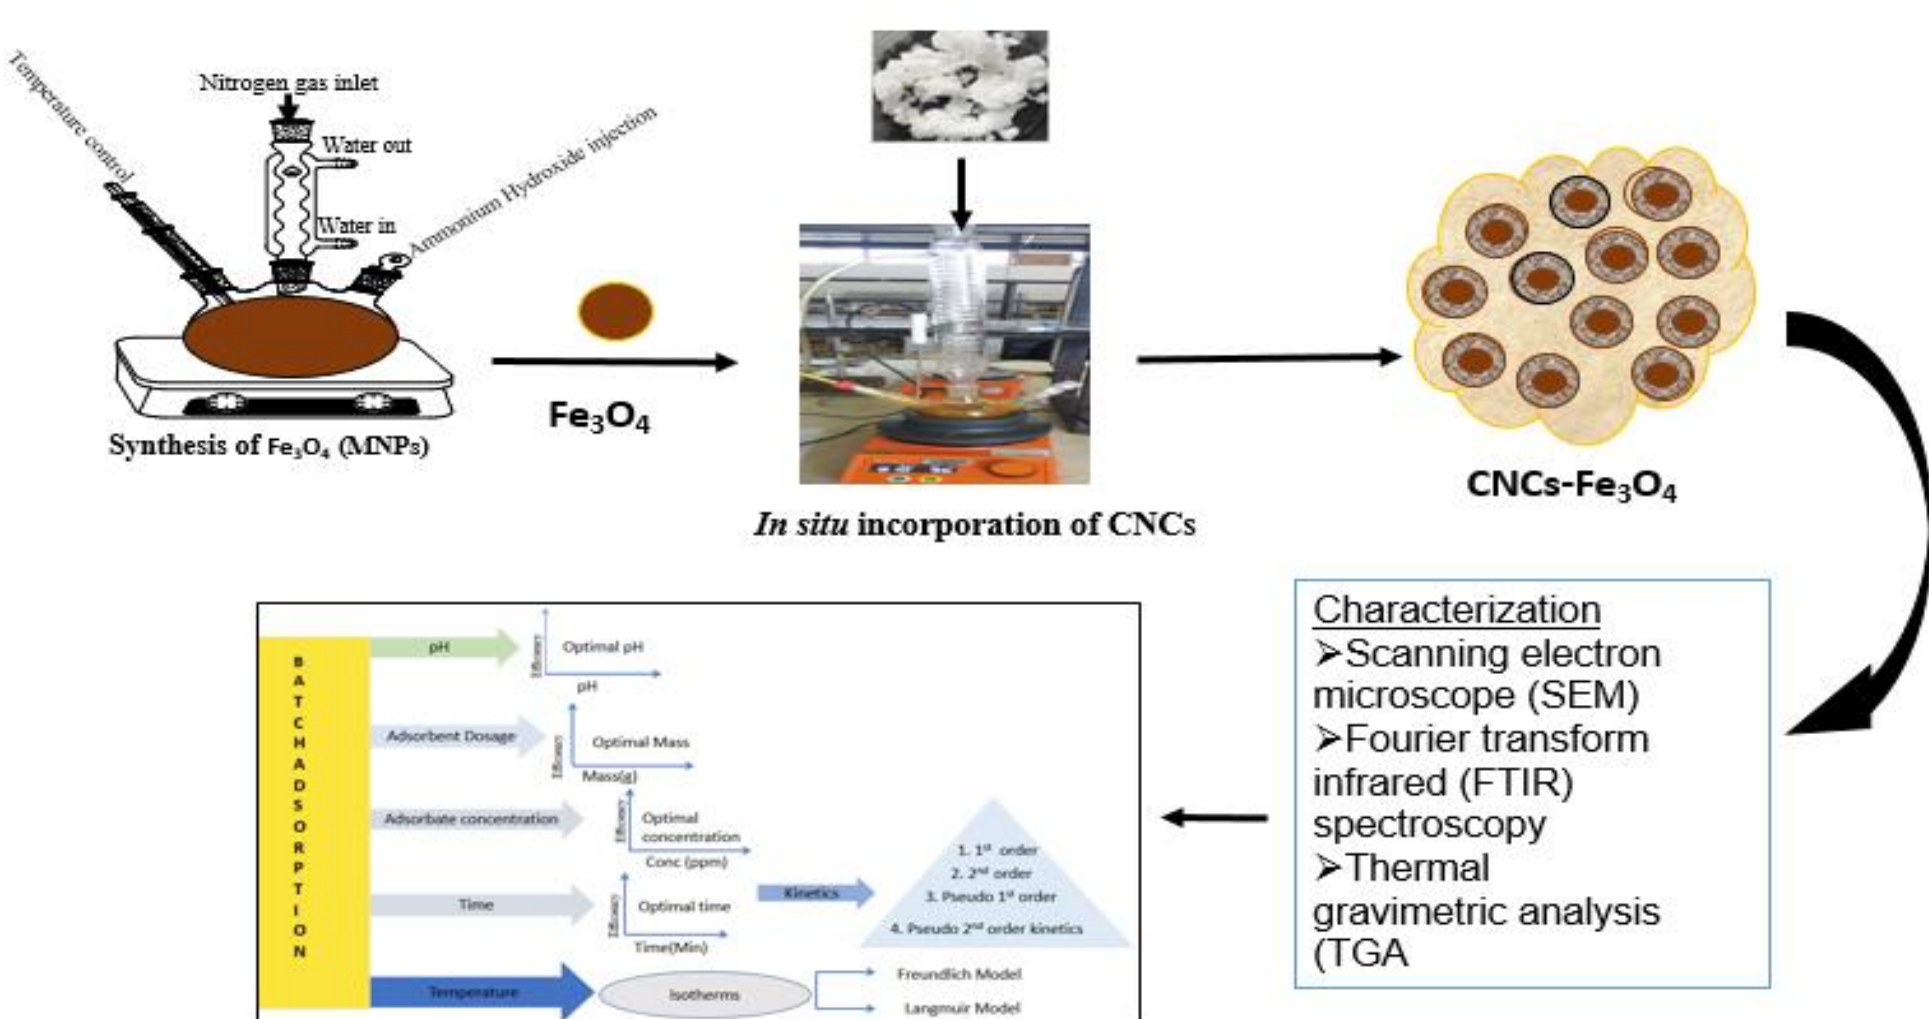 Temperature control
Nitrogen gas inlet
Water out
Water in
Ammonium Hydroxide injection
Synthesis of Fe₃O₄ (MNPs)
Fe₃O₄
In situ incorporation of CNCs
CNCs-Fe₃O₄
Characterization
➢Scanning electron
microscope (SEM)
➢Fourier transform
infrared (FTIR)
spectroscopy
➢Thermal
gravimetric analysis
(TGA
BATCHADSORPTION
pH
Efficiency
Optimal pH
pH
Adsorbent Dosage
Efficiency
Optimal Mass
Mass(g)
Adsorbate concentration
Efficiency
Optimal
concentration
Conc (ppm)
Time
Efficiency
Optimal time
Time(Min)
Kinetics
1. 1st order
2. 2nd order
3. Pseudo 1st order
4. Pseudo 2nd order kinetics
Temperature
Isotherms
Freundlich Model
Langmuir Model